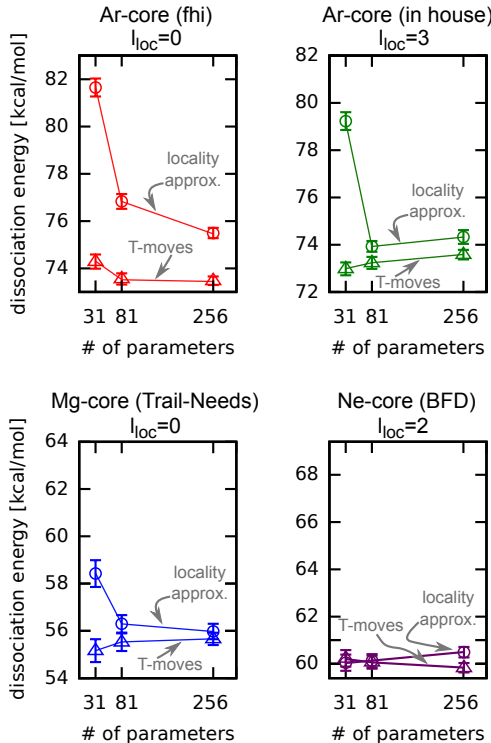 Ar-core (fhi)
l_loc=0
dissociation energy [kcal/mol]
82
80
78
76
74
locality
approx.
T-moves
31 81 256
# of parameters
Ar-core (in house)
l_loc=3
82
80
78
76
74
72
locality
approx.
T-moves
31 81 256
# of parameters
Mg-core (Trail-Needs)
l_loc=0
dissociation energy [kcal/mol]
64
62
60
58
56
54
locality
approx.
T-moves
31 81 256
# of parameters
Ne-core (BFD)
l_loc=2
68
66
64
62
60
locality
approx.
T-moves
31 81 256
# of parameters